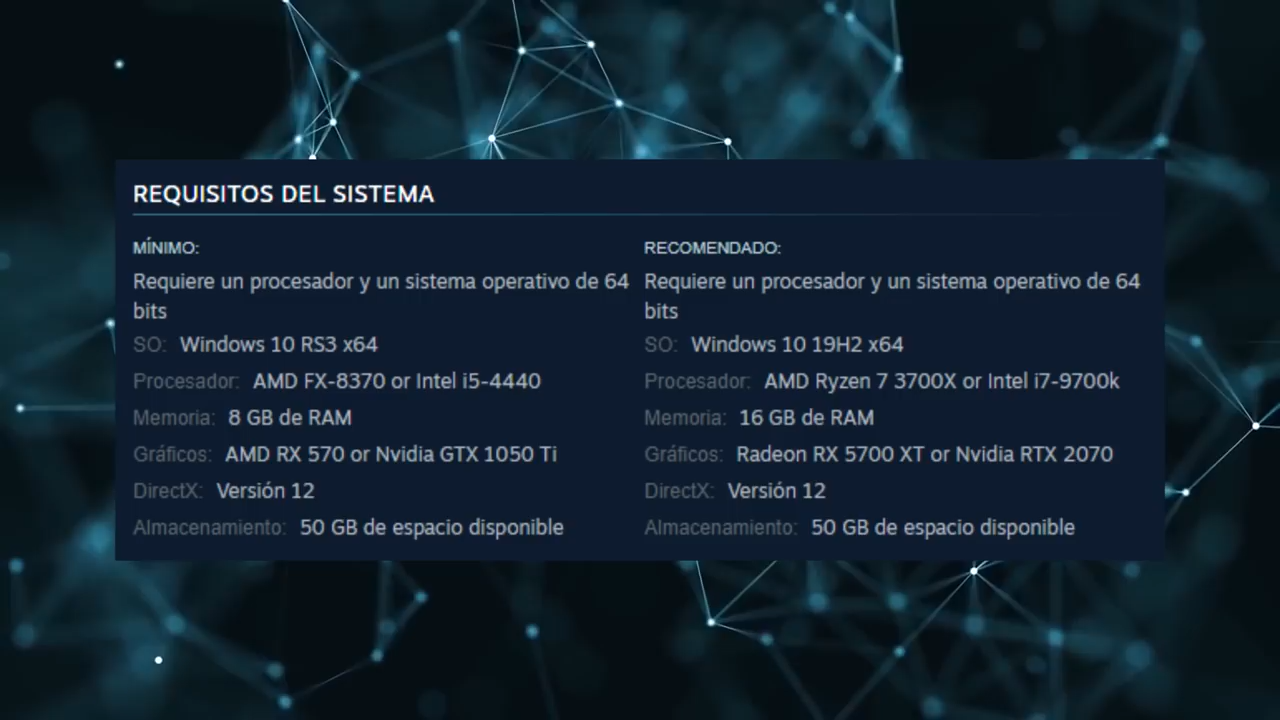 REQUISITOS DEL SISTEMA
MÍNIMO:
Requiere un procesador y un sistema operativo de 64
bits
SO: Windows 10 RS3 x64
Procesador: AMD FX-8370 or Intel i5-4440
Memoria: 8 GB de RAM
Gráficos: AMD RX 570 or Nvidia GTX 1050 Ti
DirectX: Versión 12
Almacenamiento: 50 GB de espacio disponible
RECOMENDADO:
Requiere un procesador y un sistema operativo de 64
bits
SO: Windows 10 19H2 x64
Procesador: AMD Ryzen 7 3700X or Intel i7-9700k
Memoria: 16 GB de RAM
Gráficos: Radeon RX 5700 XT or Nvidia RTX 2070
DirectX: Versión 12
Almacenamiento: 50 GB de espacio disponible